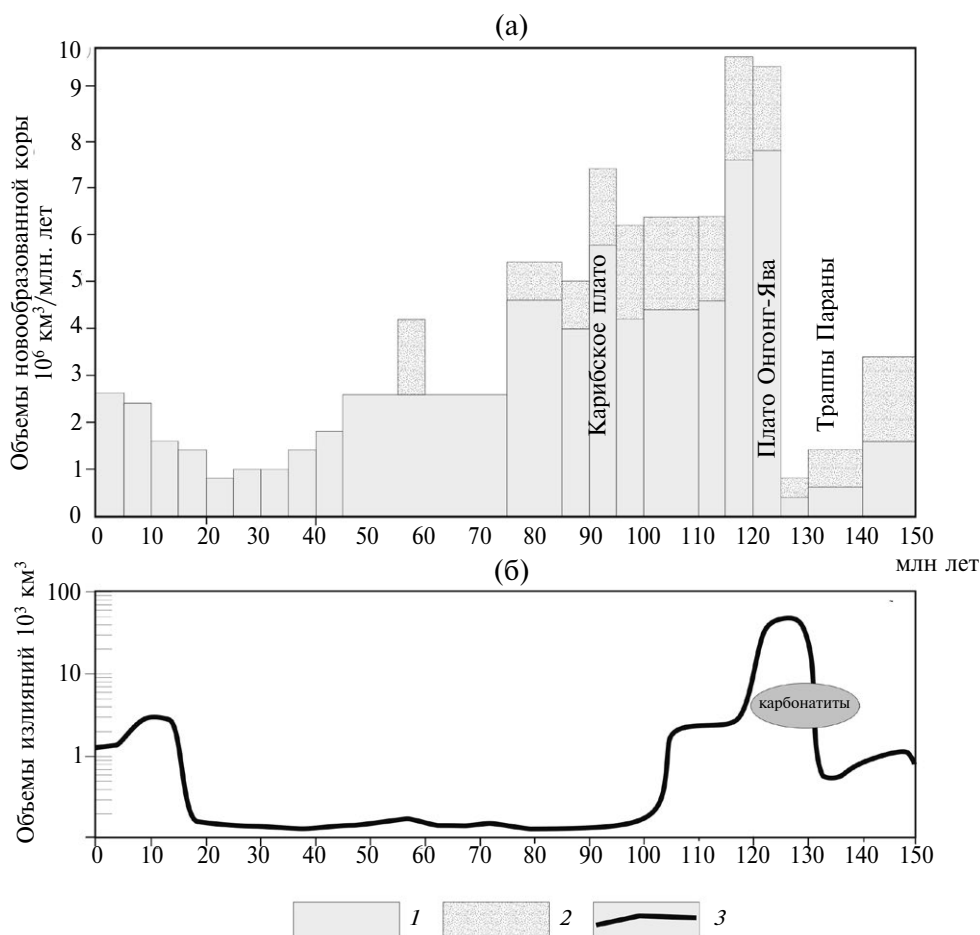 (а)
Объемы новообразованной коры
10⁶ км³/млн. лет
10
9
8
7
6
5
4
3
2
1
0
Карибское плато
Плато Онгонг-Ява
Траппы Параны
0 10 20 30 40 50 60 70 80 90 100 110 120 130 140 150
млн лет
(б)
Объемы излияний 10³ км³
100
10
1
карбонатиты
0 10 20 30 40 50 60 70 80 90 100 110 120 130 140 150
1 2 3